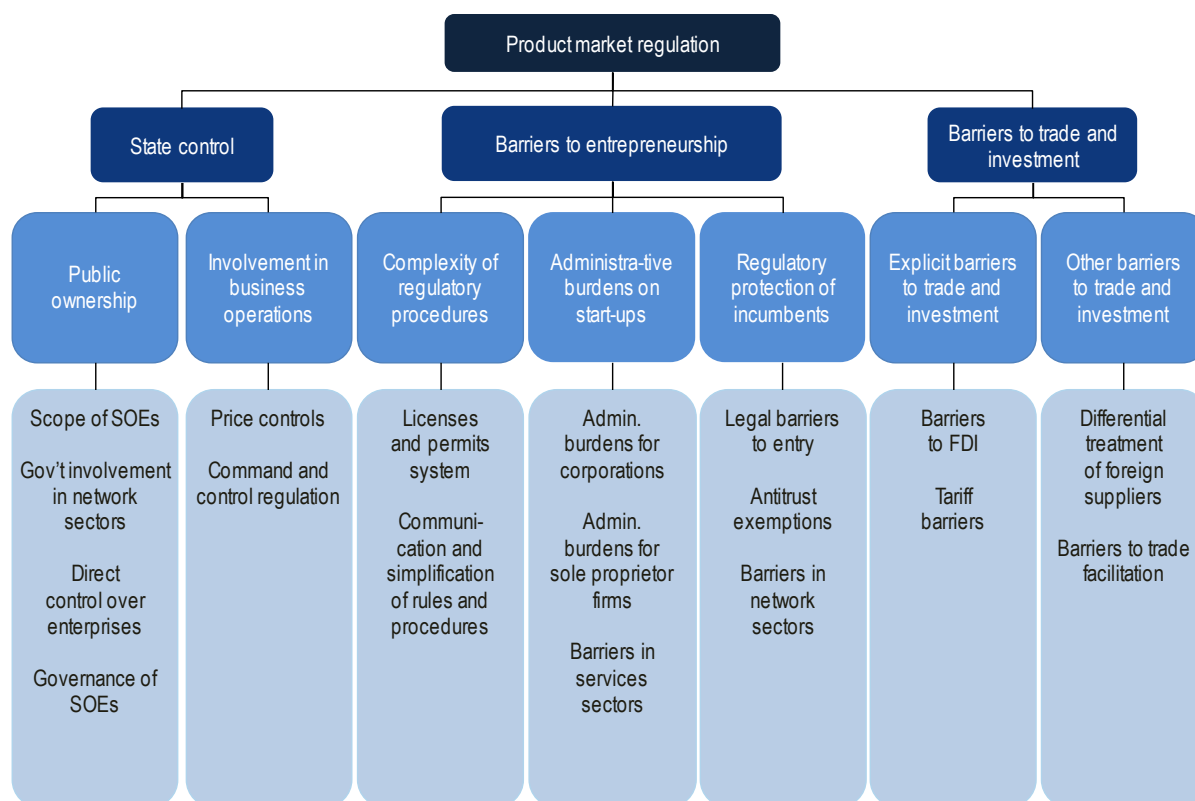 Product market regulation
State control
Barriers to entrepreneurship
Barriers to trade and
investment
Public
ownership
Involvement in
business
operations
Complexity of
regulatory
procedures
Administra-tive
burdens on
start-ups
Regulatory
protection of
incumbents
Explicit barriers
to trade and
investment
Other barriers
to trade and
investment
Scope of SOEs
Gov’t involvement
in network
sectors
Direct
control over
enterprises
Governance of
SOEs
Price controls
Command and
control regulation
Licenses
and permits
system
Communi-
cation and
simplification
of rules and
procedures
Admin.
burdens for
corporations
Admin.
burdens for
sole proprietor
firms
Barriers in
services
sectors
Legal barriers
to entry
Antitrust
exemptions
Barriers in
network
sectors
Barriers
to FDI
Tariff
barriers
Differential
treatment
of foreign
suppliers
Barriers to trade
facilitation